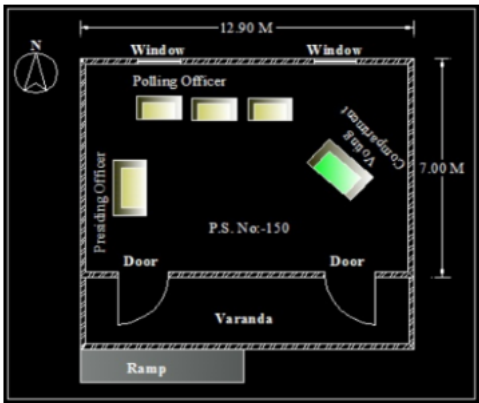 12.90 M
N
Window
Window
Polling Officer
Voting
Compartment
7.00 M
Presiding Officer
P.S. No:-150
Door
Door
Varanda
Ramp